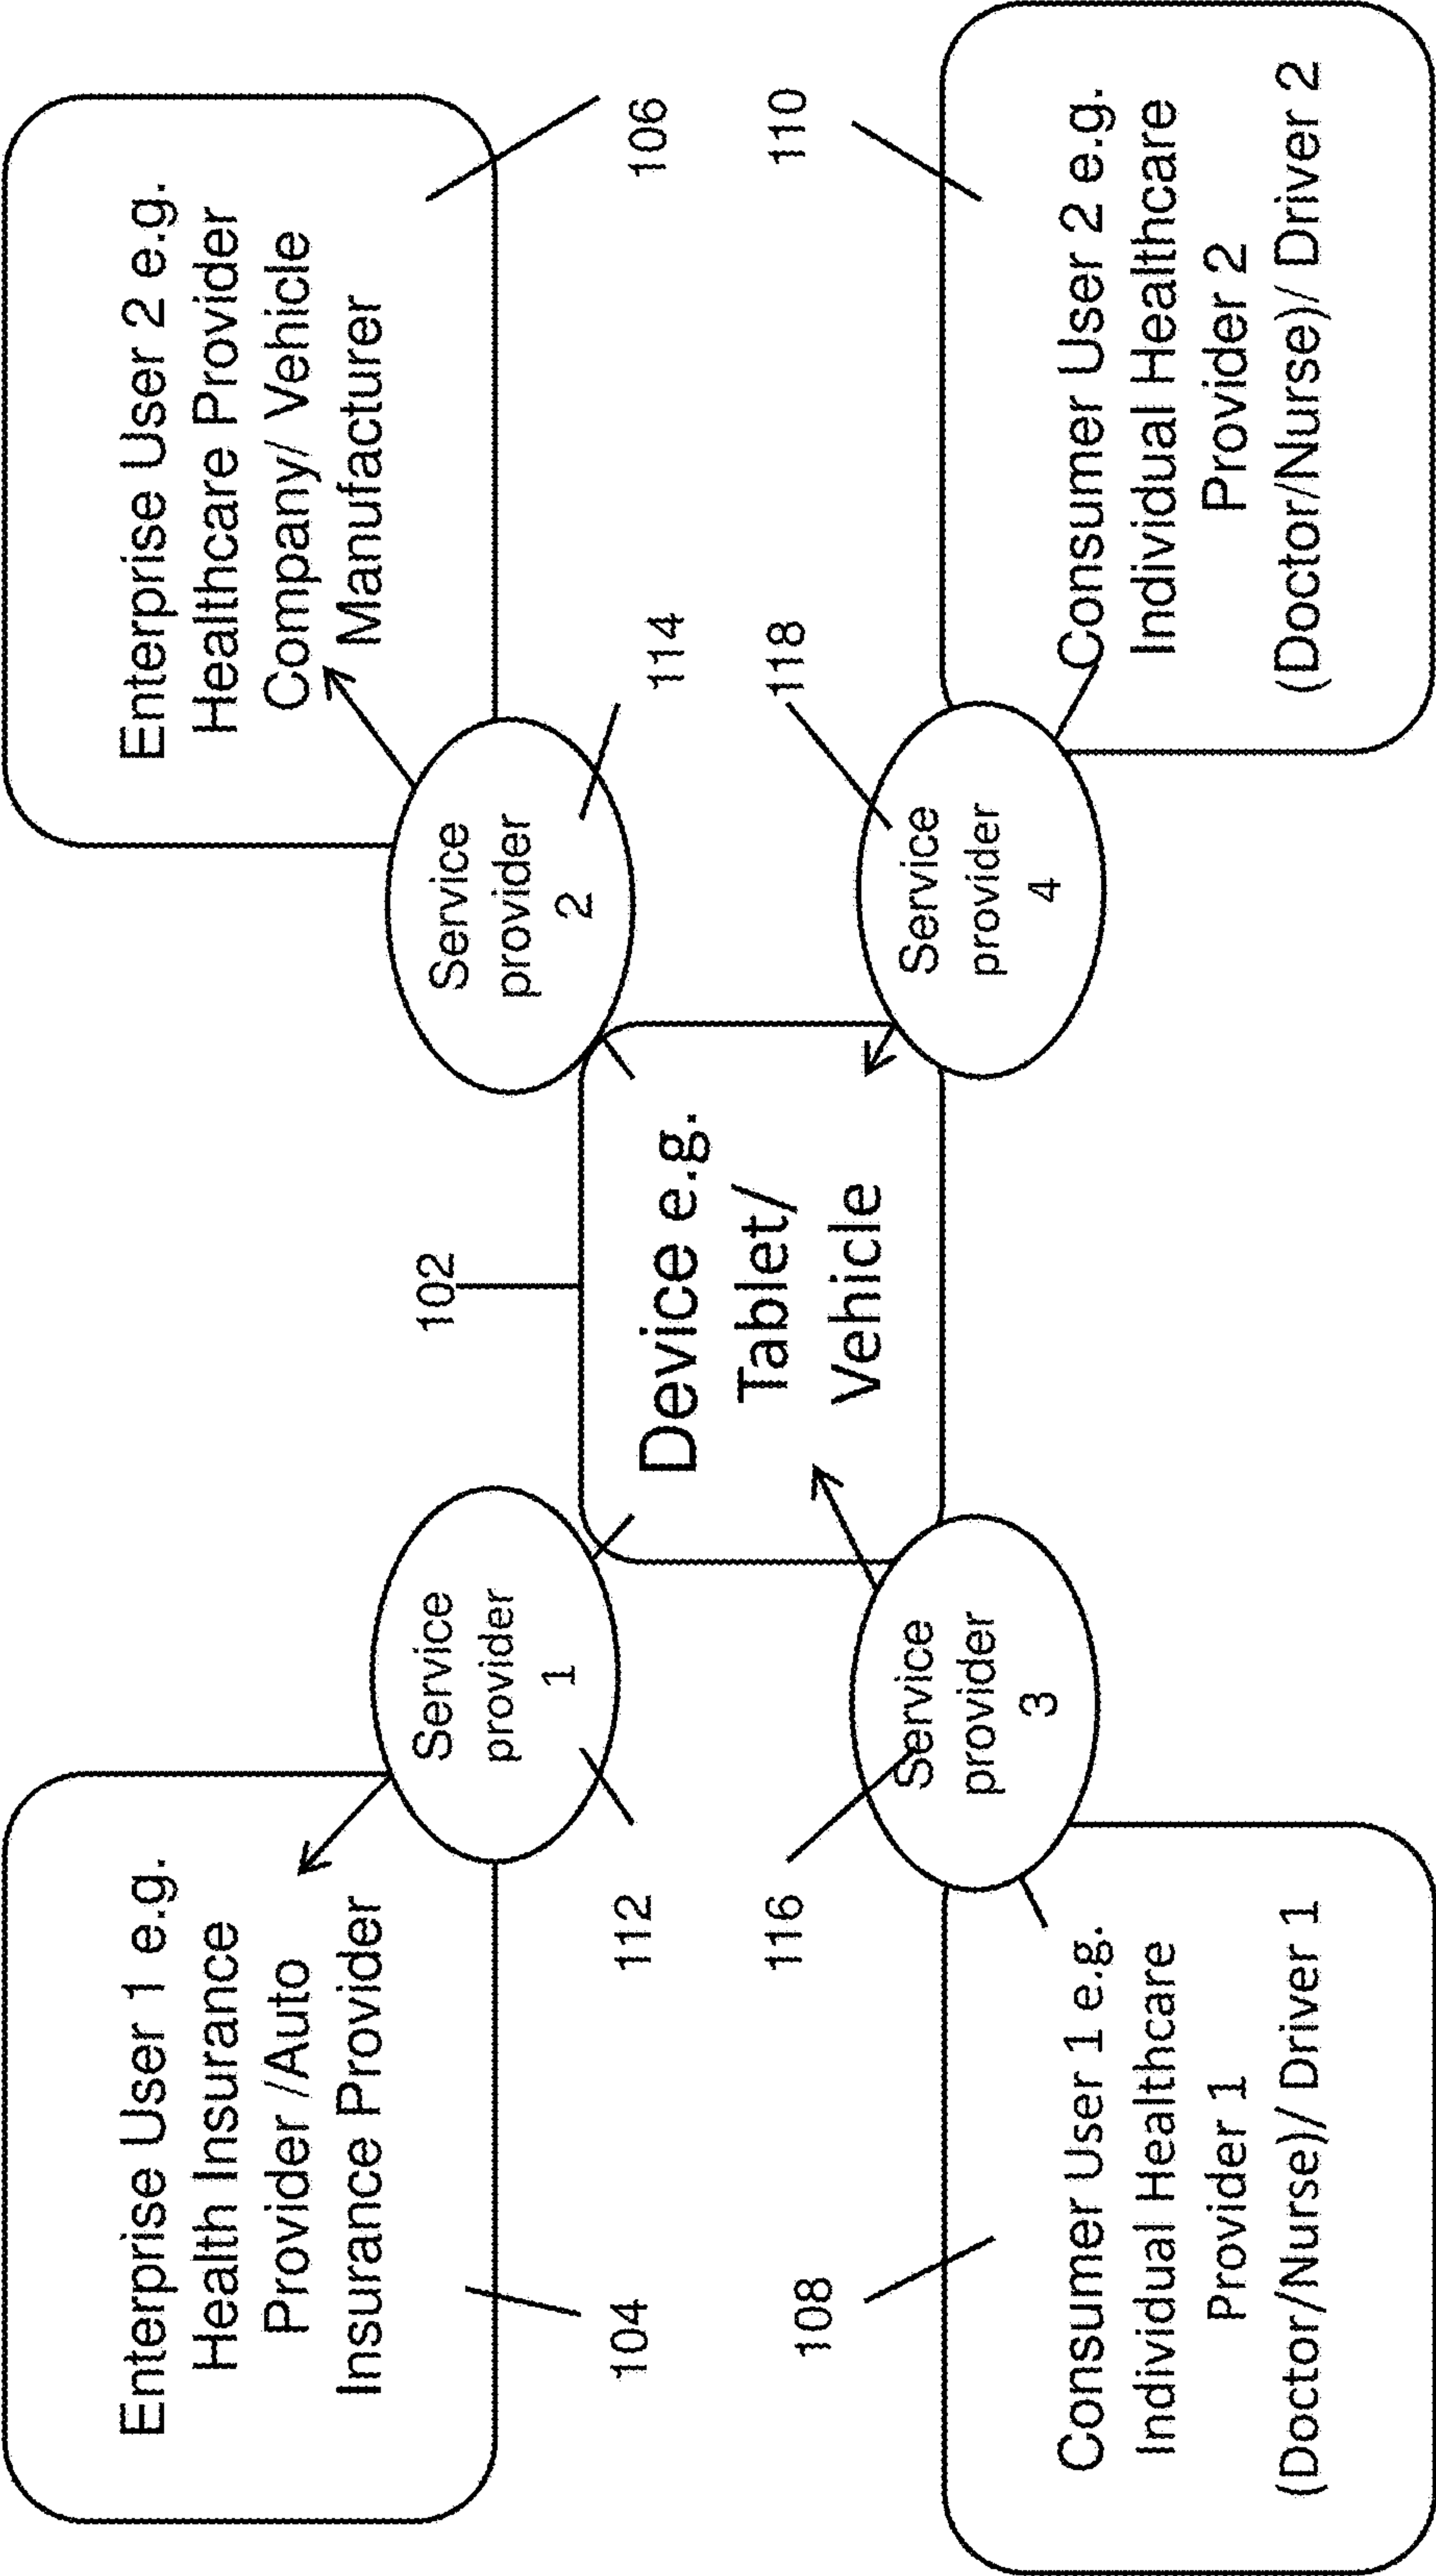 Enterprise User 1 e.g.
Health Insurance
Provider /Auto
Insurance Provider
104
Enterprise User 2 e.g.
Healthcare Provider
Company/ Vehicle
Manufacturer
106
Service
provider
1
112
102
Service
provider
2
114
Device e.g.
Tablet/
Vehicle
116
Service
provider
3
118
Service
provider
4
108
Consumer User 1 e.g.
Individual Healthcare
Provider 1
(Doctor/Nurse)/ Driver 1
110
Consumer User 2 e.g.
Individual Healthcare
Provider 2
(Doctor/Nurse)/ Driver 2